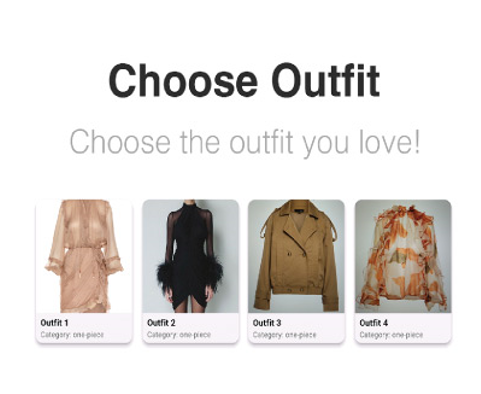 Choose Outfit
Choose the outfit you love!
Outfit 1
Category: one-piece
Outfit 2
Category: one-piece
Outfit 3
Category: one-piece
Outfit 4
Category: one-piece